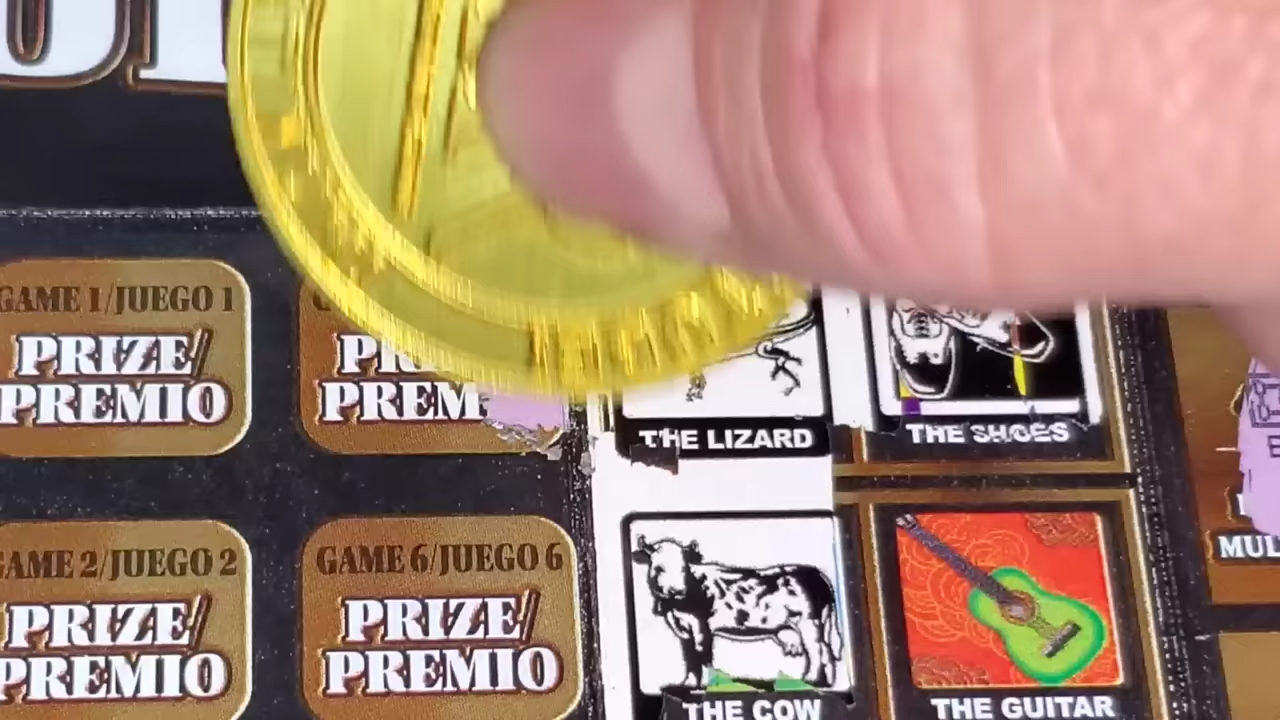 GAME 1/JUEGO 1
PRIZE/
PREMIO
PREM
THE LIZARD
THE SHOES
GAME 2/JUEGO 2
PRIZE/
PREMIO
GAME 6/JUEGO 6
PRIZE/
PREMIO
THE COW
THE GUITAR
MUL